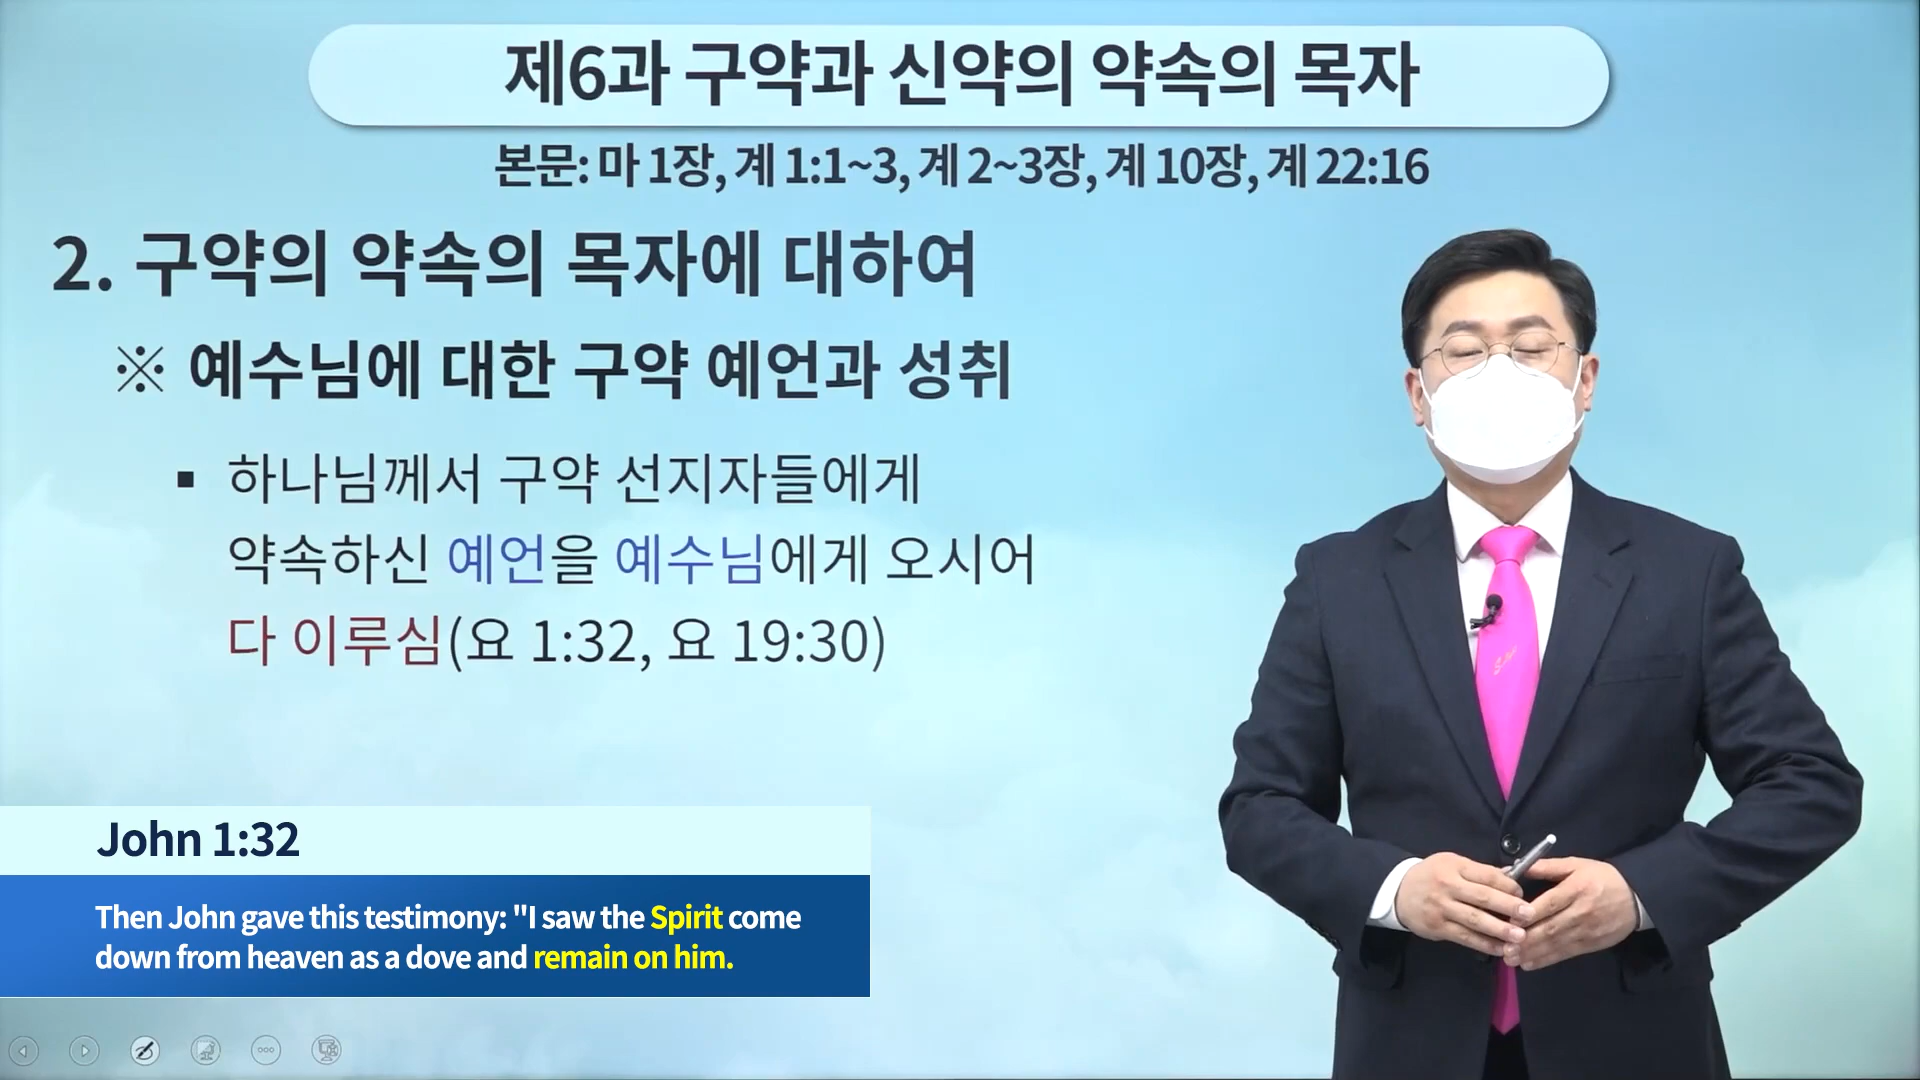 제6과 구약과 신약의 약속의 목자
본문: 마 1장, 계 1:1~3, 계 2~3장, 계 10장, 계 22:16
2. 구약의 약속의 목자에 대하여
※ 예수님에 대한 구약 예언과 성취
▪ 하나님께서 구약 선지자들에게
약속하신 예언을 예수님에게 오시어
다 이루심(요 1:32, 요 19:30)
John 1:32
Then John gave this testimony: "I saw the Spirit come
down from heaven as a dove and remain on him.